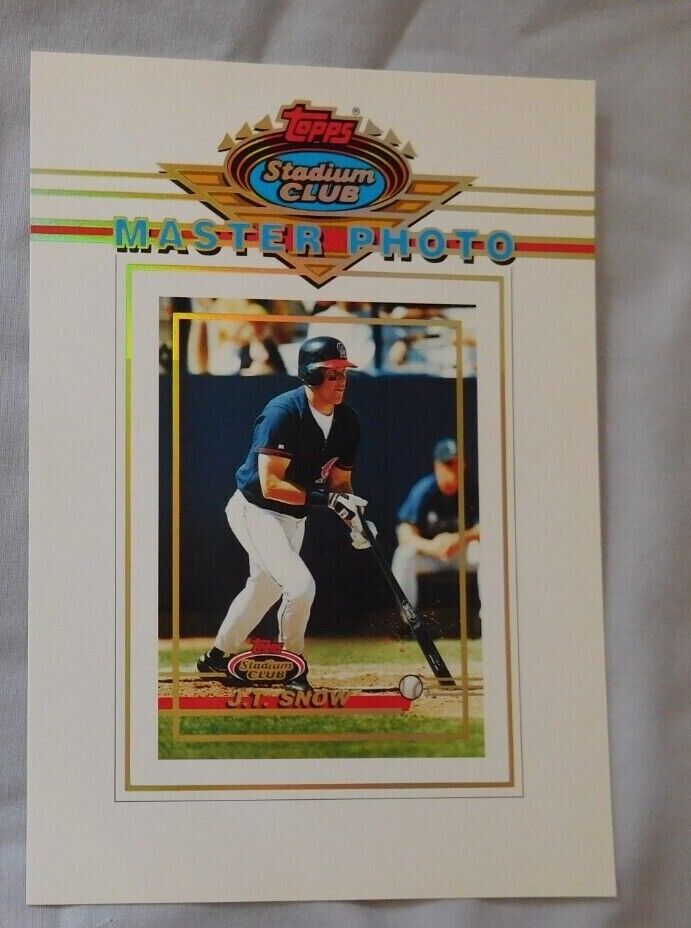 Topps®
Stadium
CLUB
MASTER PHOTO
Topps
Stadium
CLUB
J.T. SNOW